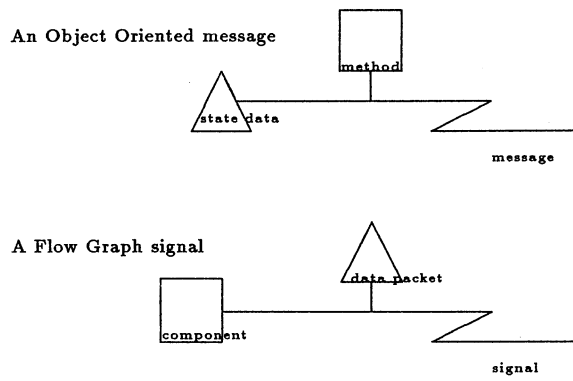 An Object Oriented message
method
state data
message
A Flow Graph signal
data packet
component
signal